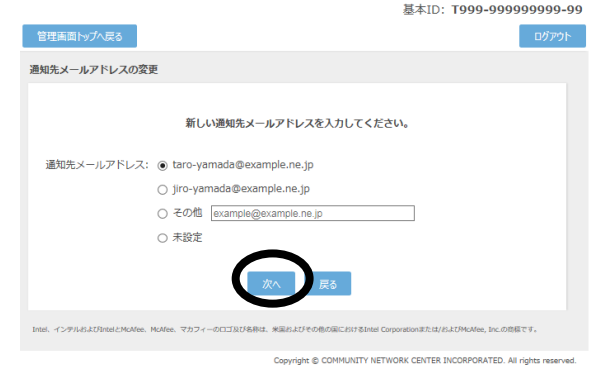 基本ID: T999-999999999-99
管理画面トップへ戻る
ログアウト
通知先メールアドレスの変更
新しい通知先メールアドレスを入力してください。
通知先メールアドレス: taro-yamada@example.ne.jp
jiro-yamada@example.ne.jp
その他 example@example.ne.jp
未設定
次へ 戻る
Intel、インテルおよびIntelとMcAfee、McAfee、マカフィーのロゴ及び名称は、米国およびその他の国におけるIntel Corporationまたは/およびMcAfee, Inc.の商標です。
Copyright © COMMUNITY NETWORK CENTER INCORPORATED. All rights reserved.